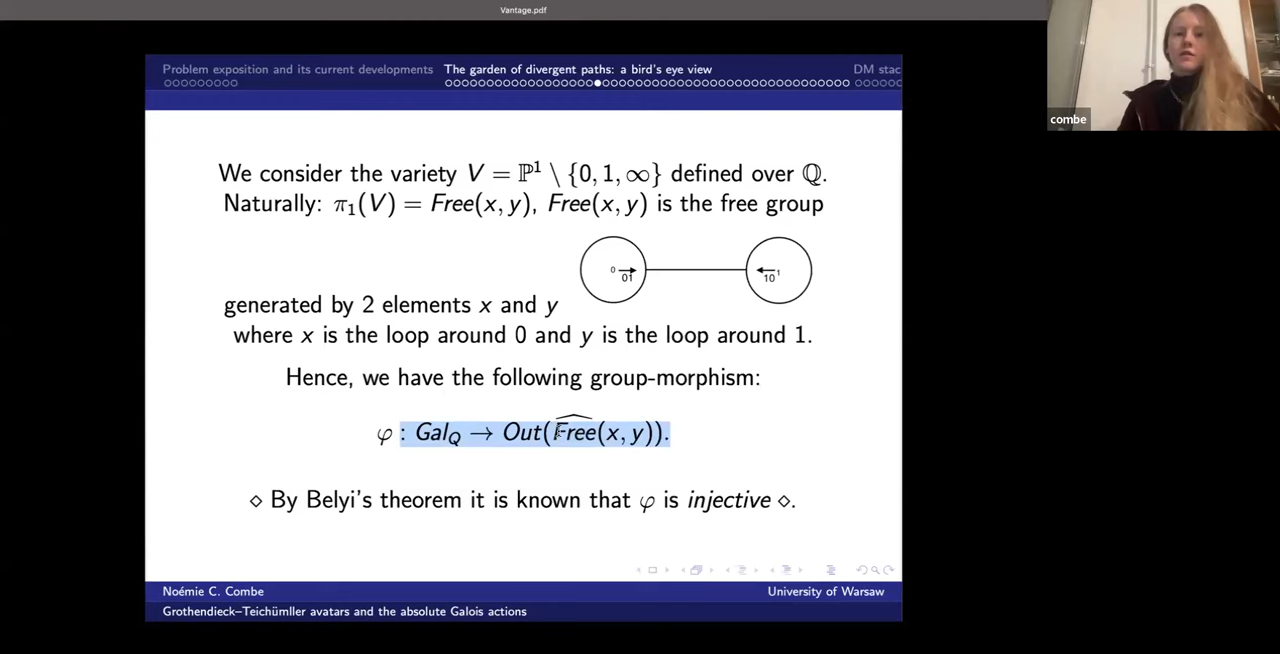 Vantage.pdf
Problem exposition and its current developments The garden of divergent paths: a bird's eye view DM stac
combe
We consider the variety V = ℙ¹ \ {0, 1, ∞} defined over ℚ.
Naturally: π₁(V) = Free(x, y), Free(x, y) is the free group
0 01 10 1
generated by 2 elements x and y
where x is the loop around 0 and y is the loop around 1.
Hence, we have the following group-morphism:
φ : Gal_Q → Out(\widehat{Free}(x, y)).
⋄ By Belyi's theorem it is known that φ is injective ⋄.
Noémie C. Combe University of Warsaw
Grothendieck–Teichümller avatars and the absolute Galois actions